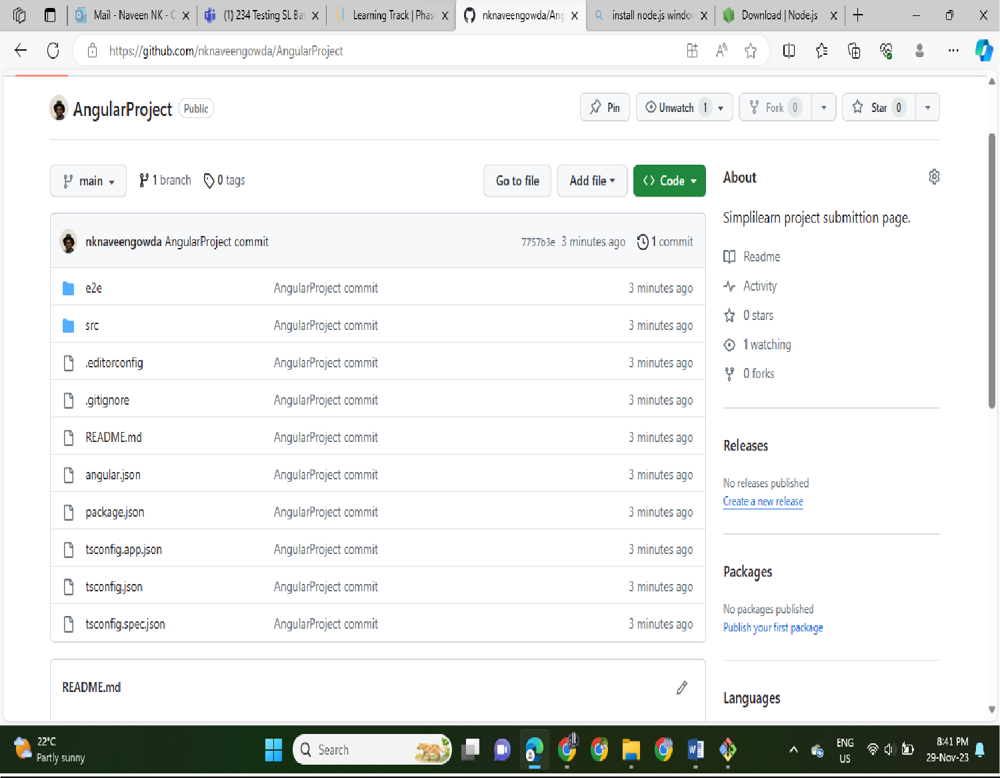 Mail - Naveen NK - 
(1) 234 Testing SL Bat
Learning Track | Phas
nknaveengowda/Ang
install node.js window
Download | Node.js
https://github.com/nknaveengowda/AngularProject
AngularProject Public
Pin
Unwatch 1
Fork 0
Star 0
main
1 branch
0 tags
Go to file
Add file
Code
nknaveengowda AngularProject commit 7757b3e 3 minutes ago 1 commit
e2e AngularProject commit 3 minutes ago
src AngularProject commit 3 minutes ago
.editorconfig AngularProject commit 3 minutes ago
.gitignore AngularProject commit 3 minutes ago
README.md AngularProject commit 3 minutes ago
angular.json AngularProject commit 3 minutes ago
package.json AngularProject commit 3 minutes ago
tsconfig.app.json AngularProject commit 3 minutes ago
tsconfig.json AngularProject commit 3 minutes ago
tsconfig.spec.json AngularProject commit 3 minutes ago
README.md
About
Simplilearn project submittion page.
Readme
Activity
0 stars
1 watching
0 forks
Releases
No releases published
Create a new release
Packages
No packages published
Publish your first package
Languages
22°C
Partly sunny
Search
ENG
US
8:41 PM
29-Nov-23